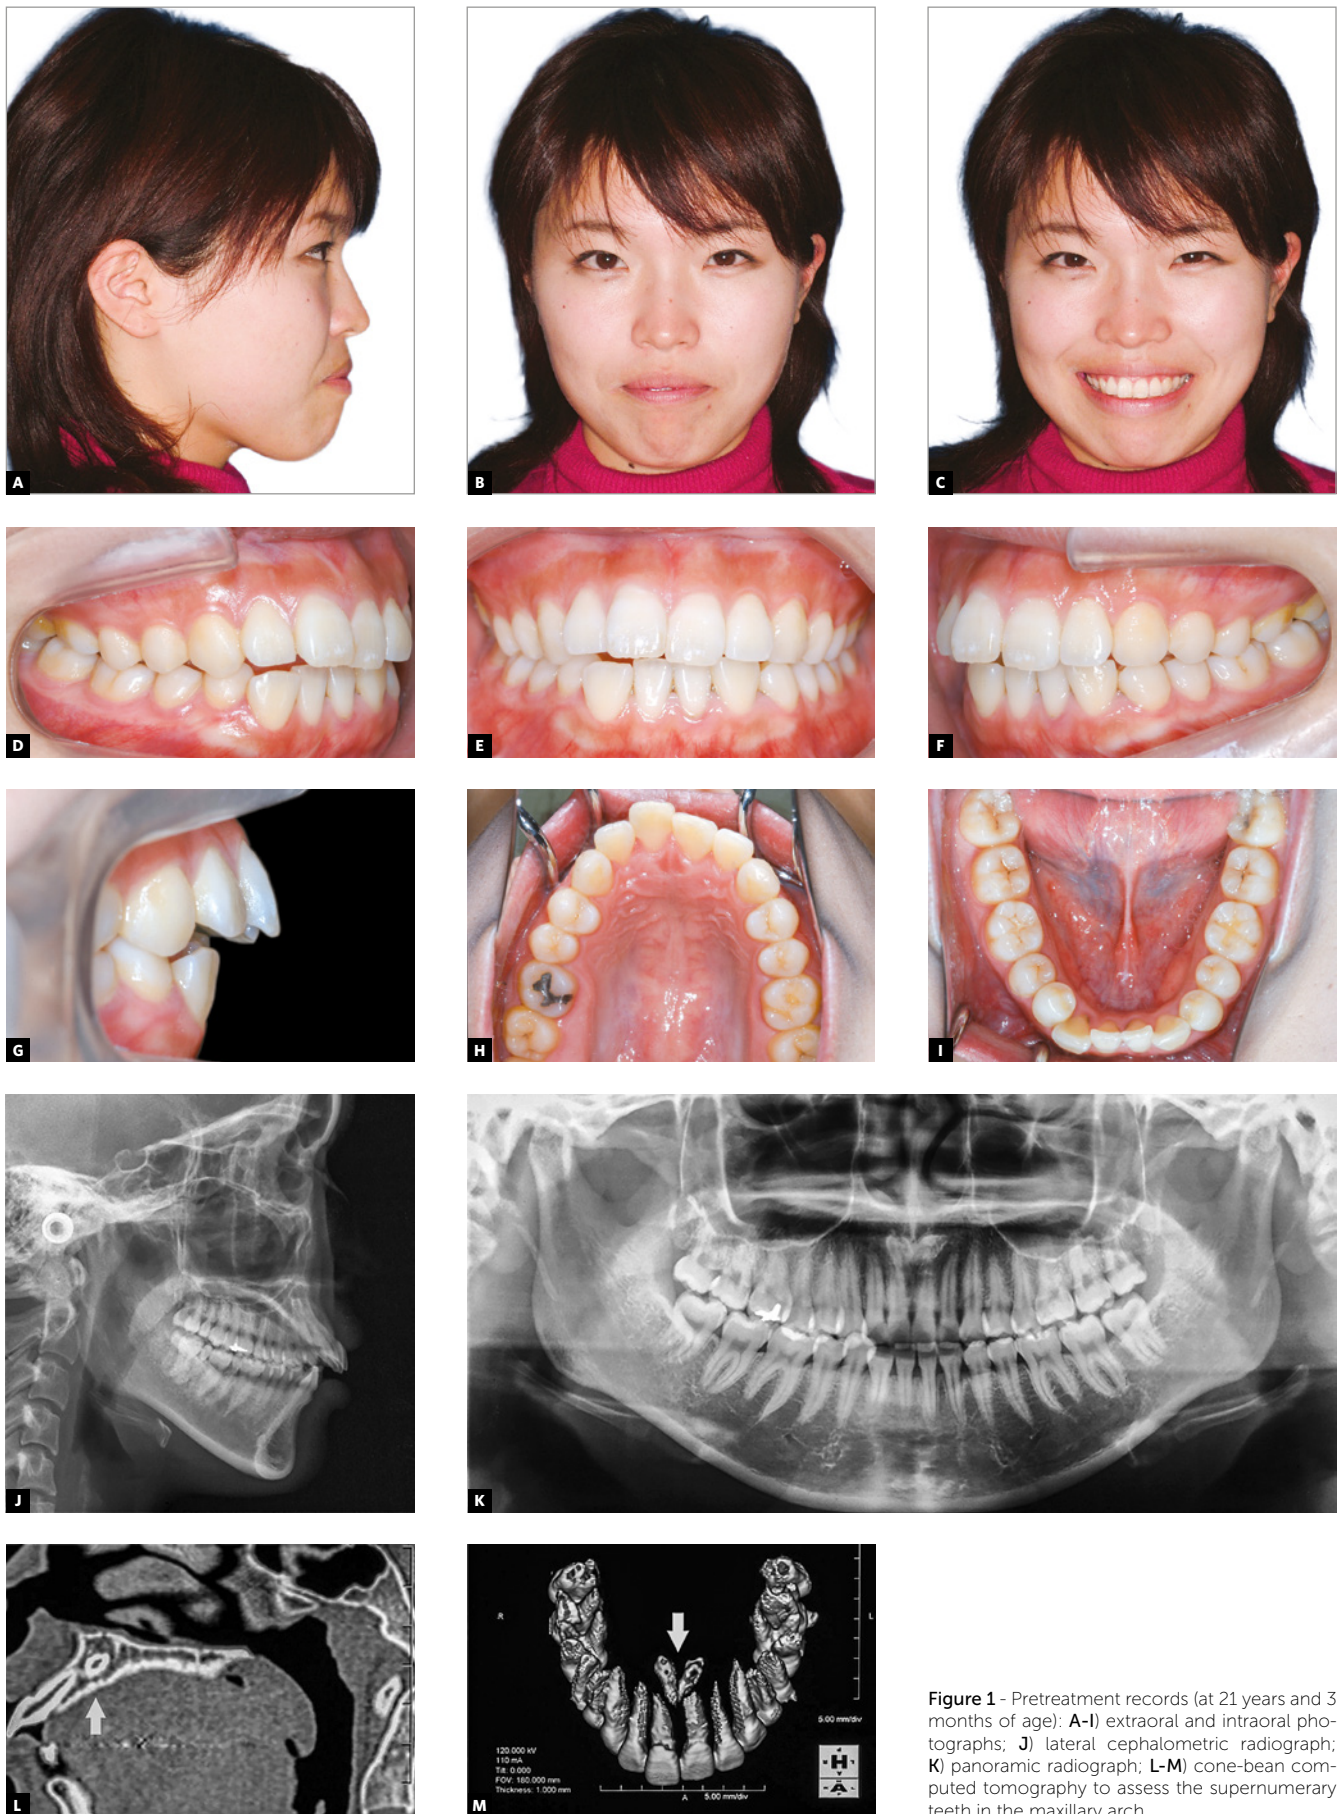 A
B
C
D
E
F
G
H
I
J
K
L
R
L
5.00 mm/div
120.000 kV
110 mA
Tilt: 0.000
FOV: 180.000 mm
Thickness: 1.000 mm
A
5.00 mm/div
H
A
M
Figure 1 - Pretreatment records (at 21 years and 3
months of age): A-I) extraoral and intraoral pho-
tographs; J) lateral cephalometric radiograph;
K) panoramic radiograph; L-M) cone-bean com-
puted tomography to assess the supernumerary
teeth in the maxillary arch